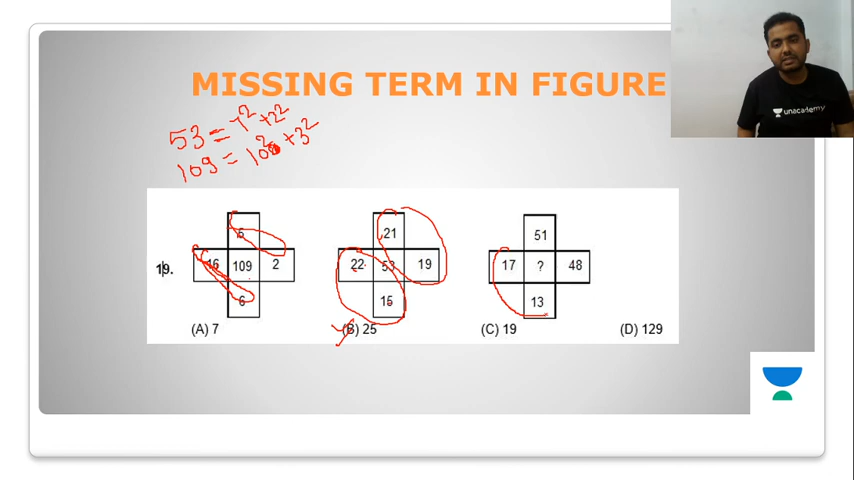 MISSING TERM IN FIGURE
unacademy
53 = 7² + 2²
109 = 10² + 3²
5 21 51
19. 16 109 2 22 53 19 17 ? 48
6 15 13
(A) 7 (B) 25 (C) 19 (D) 129